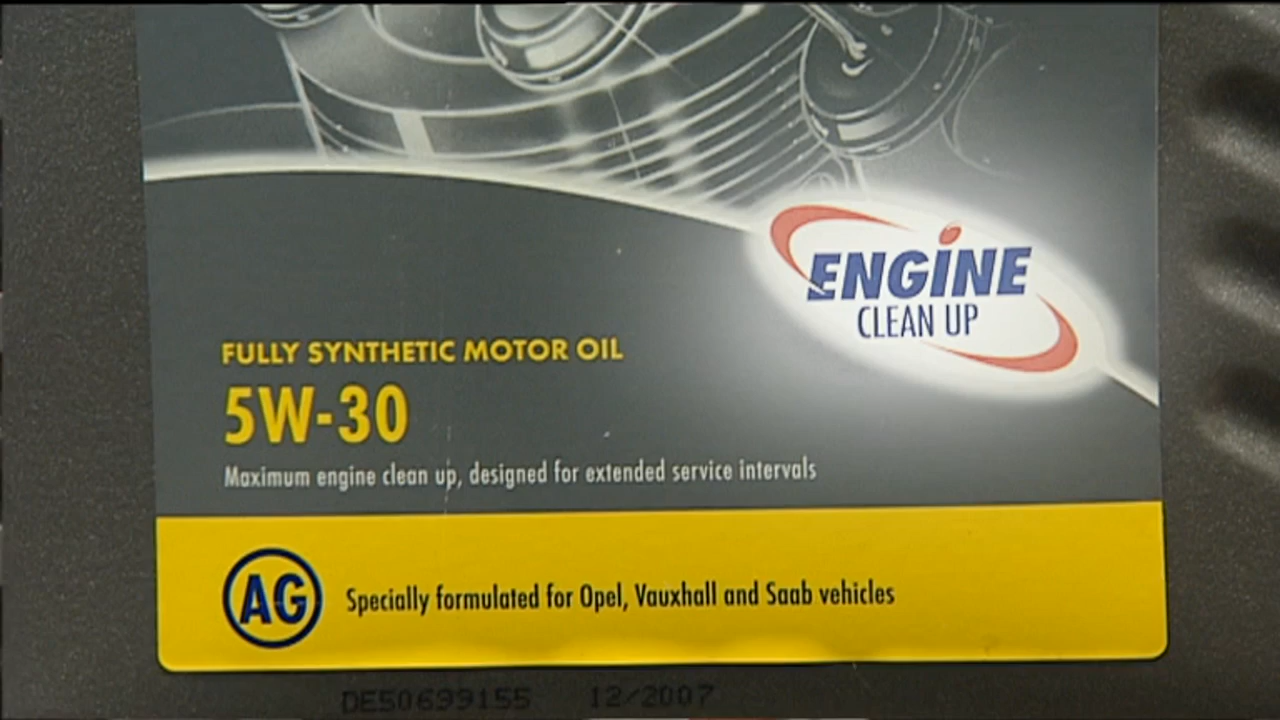 ENGINE
CLEAN UP
FULLY SYNTHETIC MOTOR OIL
5W-30
Maximum engine clean up, designed for extended service intervals
AG
Specially formulated for Opel, Vauxhall and Saab vehicles
DE50699155 12/2007